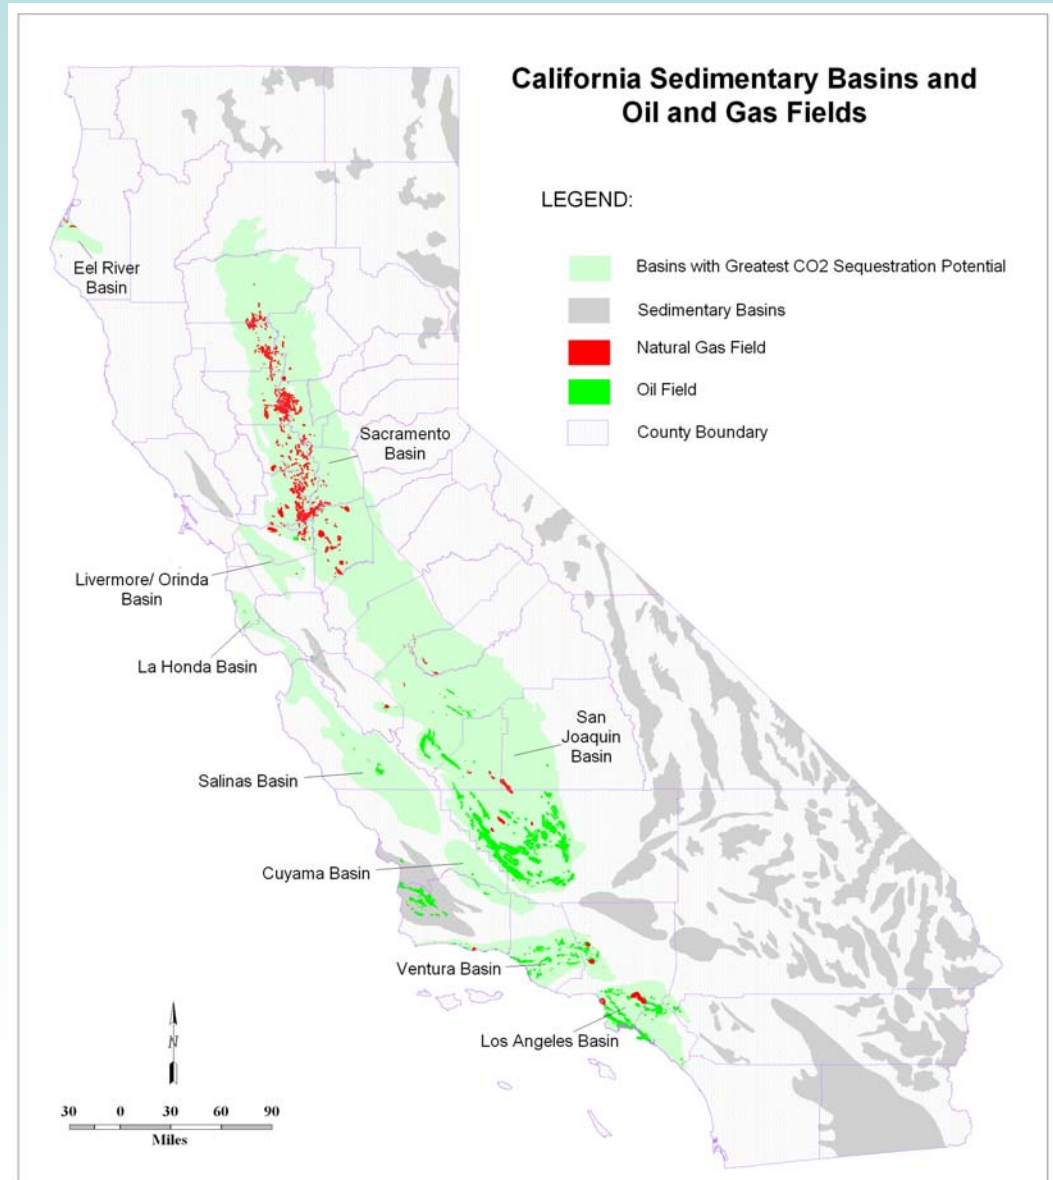 California Sedimentary Basins and
Oil and Gas Fields
LEGEND:
Basins with Greatest CO2 Sequestration Potential
Sedimentary Basins
Natural Gas Field
Oil Field
County Boundary
Eel River
Basin
Sacramento
Basin
Livermore/ Orinda
Basin
La Honda Basin
San
Joaquin
Basin
Salinas Basin
Cuyama Basin
Ventura Basin
Los Angeles Basin
N
30 0 30 60 90
Miles